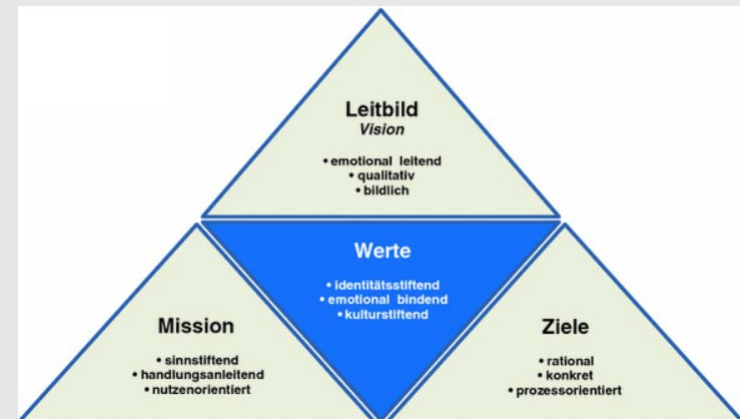 Leitbild
Vision
• emotional leitend
• qualitativ
• bildlich
Werte
• identitätsstiftend
• emotional bindend
• kulturstiftend
Mission
• sinnstiftend
• handlungsanleitend
• nutzenorientiert
Ziele
• rational
• konkret
• prozessorientiert